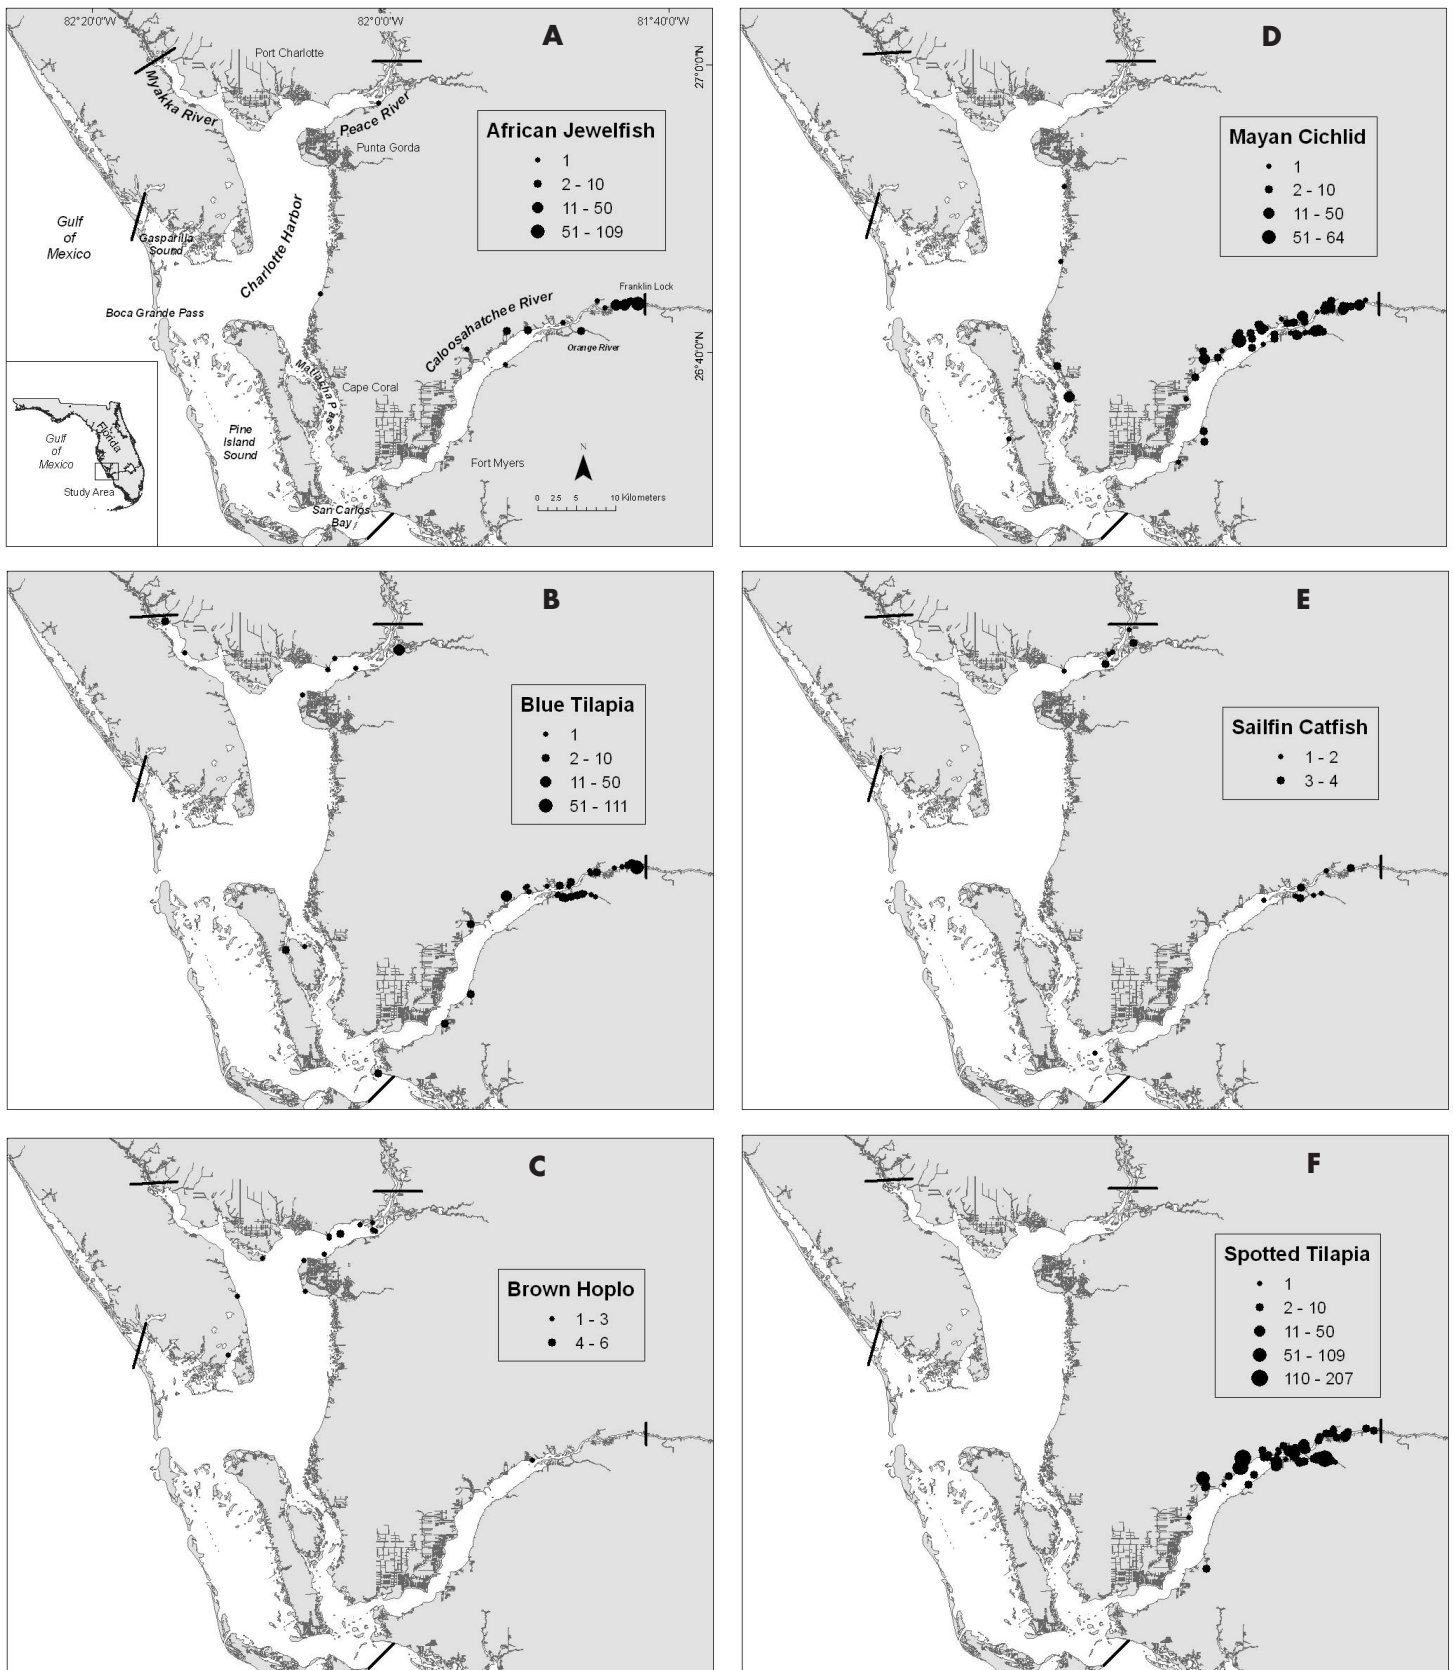 82°20'0"W
82°0'0"W
81°40'0"W
A
Port Charlotte
27°0'0"N
Myakka River
Peace River
Punta Gorda
African Jewelfish
1
2 - 10
11 - 50
51 - 109
Gulf
of
Mexico
Gasparilla
Sound
Charlotte Harbor
Boca Grande Pass
Caloosahatchee River
Franklin Lock
Orange River
26°40'0"N
Matlacha Pass
Cape Coral
Pine
Island
Sound
Gulf
of
Mexico
Florida
Study Area
Fort Myers
N
0 2.5 5 10 Kilometers
San Carlos
Bay
D
Mayan Cichlid
1
2 - 10
11 - 50
51 - 64
B
Blue Tilapia
1
2 - 10
11 - 50
51 - 111
E
Sailfin Catfish
1 - 2
3 - 4
C
Brown Hoplo
1 - 3
4 - 6
F
Spotted Tilapia
1
2 - 10
11 - 50
51 - 109
110 - 207